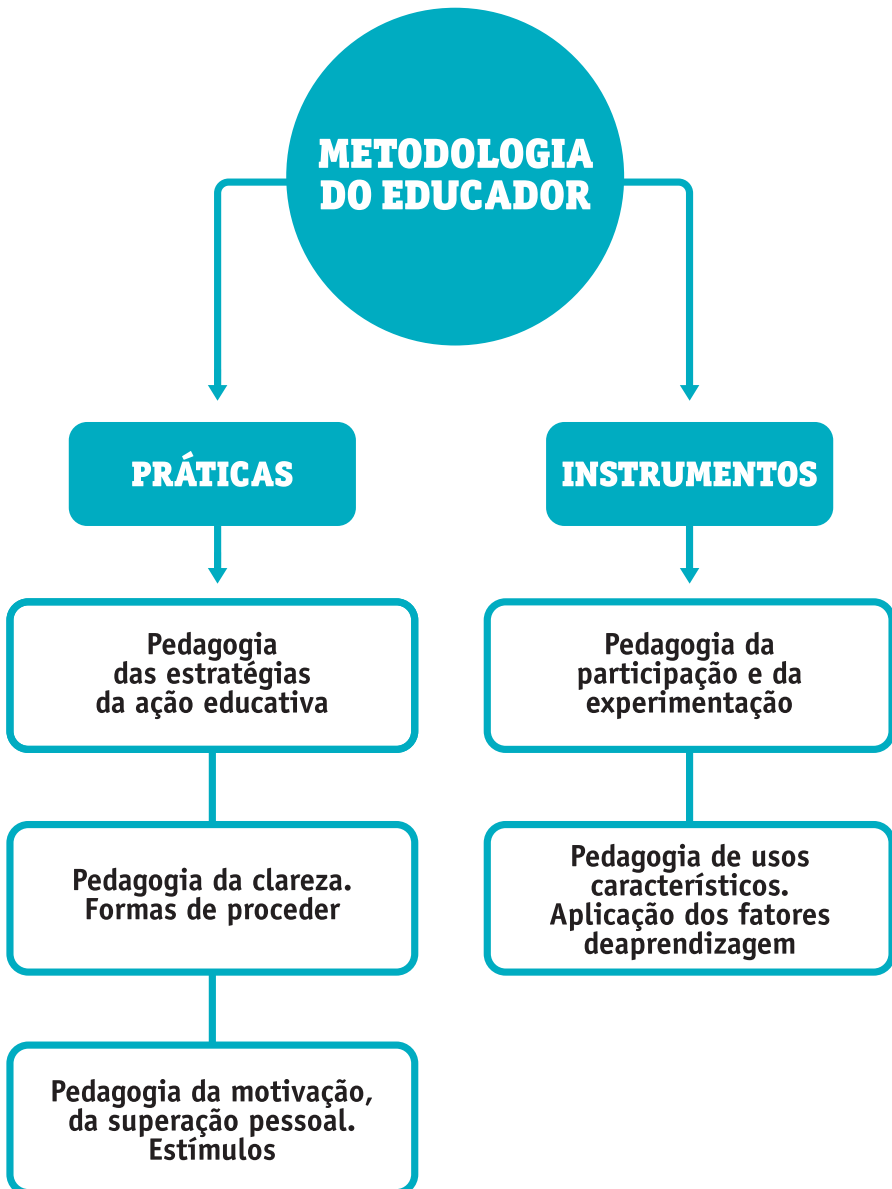 METODOLOGIA
DO EDUCADOR
PRÁTICAS
Pedagogia
das estratégias
da ação educativa
Pedagogia da clareza.
Formas de proceder
Pedagogia da motivação,
da superação pessoal.
Estímulos
INSTRUMENTOS
Pedagogia da
participação e da
experimentação
Pedagogia de usos
característicos.
Aplicação dos fatores
deaprendizagem